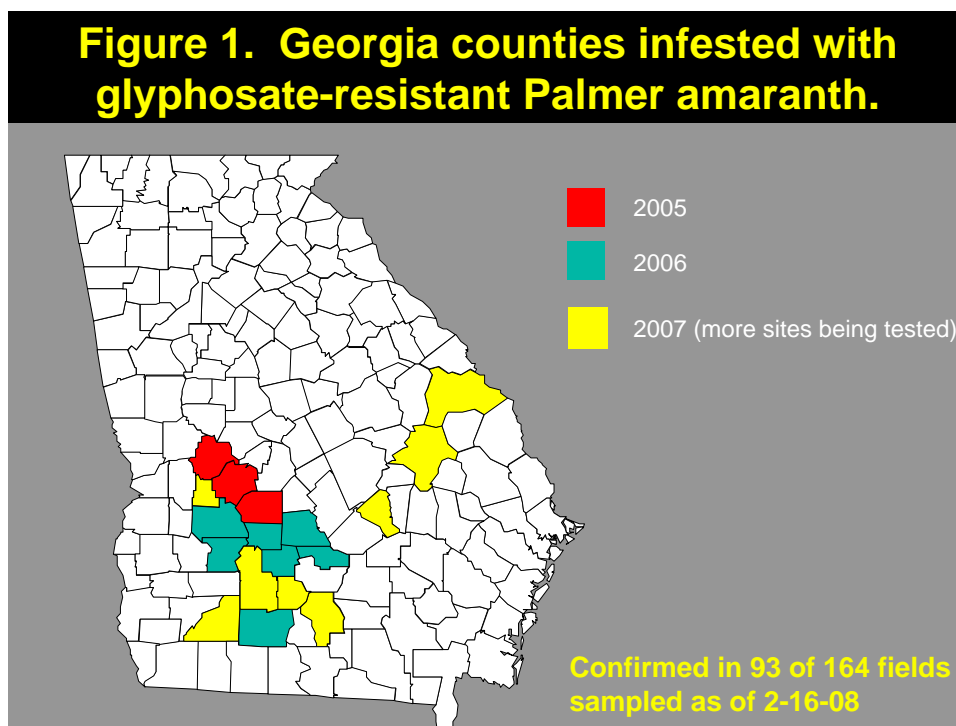 Figure 1. Georgia counties infested with
glyphosate-resistant Palmer amaranth.
2005
2006
2007 (more sites being tested)
Confirmed in 93 of 164 fields
sampled as of 2-16-08